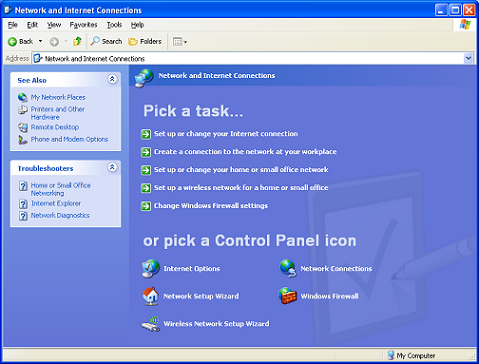 Network and Internet Connections
File Edit View Favorites Tools Help
Back Search Folders
Address Network and Internet Connections
See Also
My Network Places
Printers and Other
Hardware
Remote Desktop
Phone and Modem Options
Troubleshooters
Home or Small Office
Networking
Internet Explorer
Network Diagnostics
Network and Internet Connections
Pick a task...
Set up or change your Internet connection
Create a connection to the network at your workplace
Set up or change your home or small office network
Set up a wireless network for a home or small office
Change Windows Firewall settings
or pick a Control Panel icon
Internet Options Network Connections
Network Setup Wizard Windows Firewall
Wireless Network Setup Wizard
My Computer